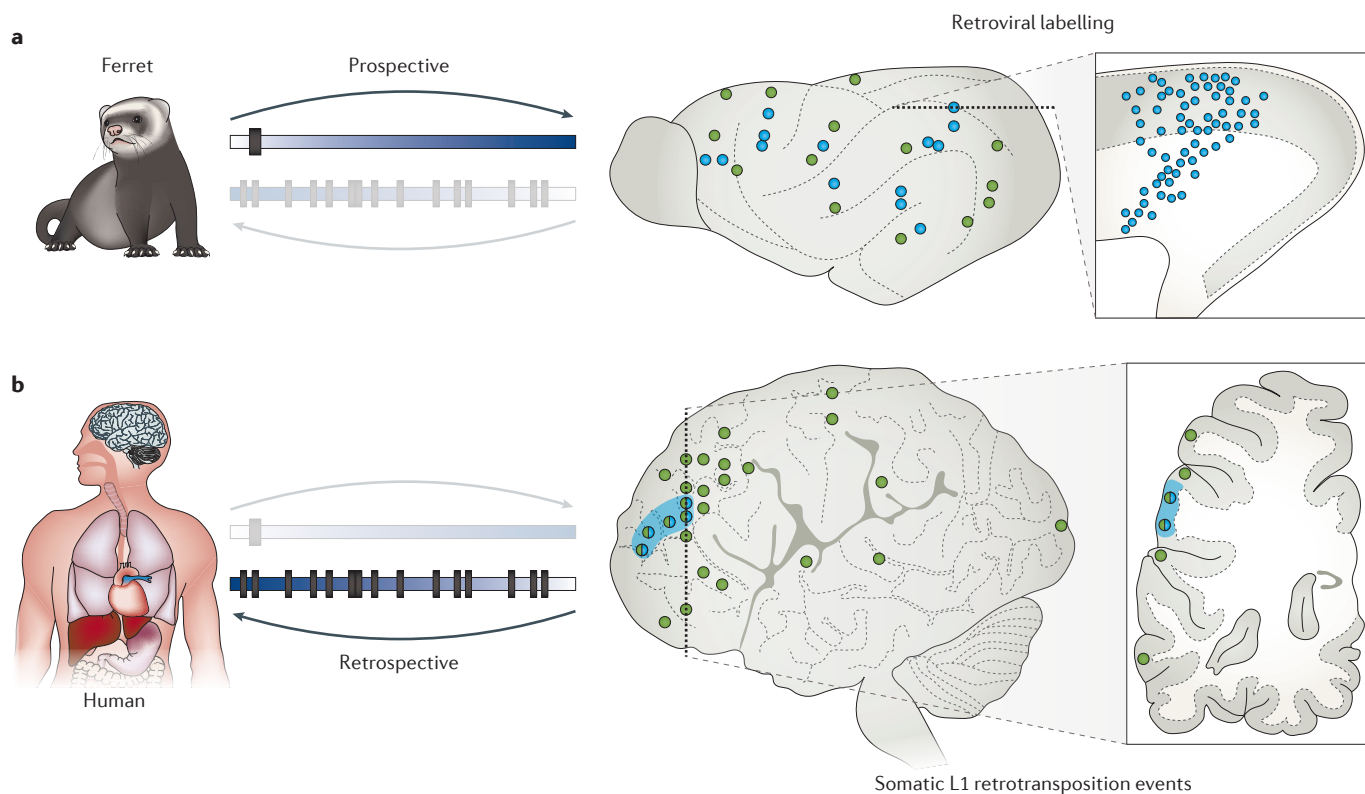 a
Ferret
Prospective
Retroviral labelling
b
Retrospective
Human
Somatic L1 retrotransposition events